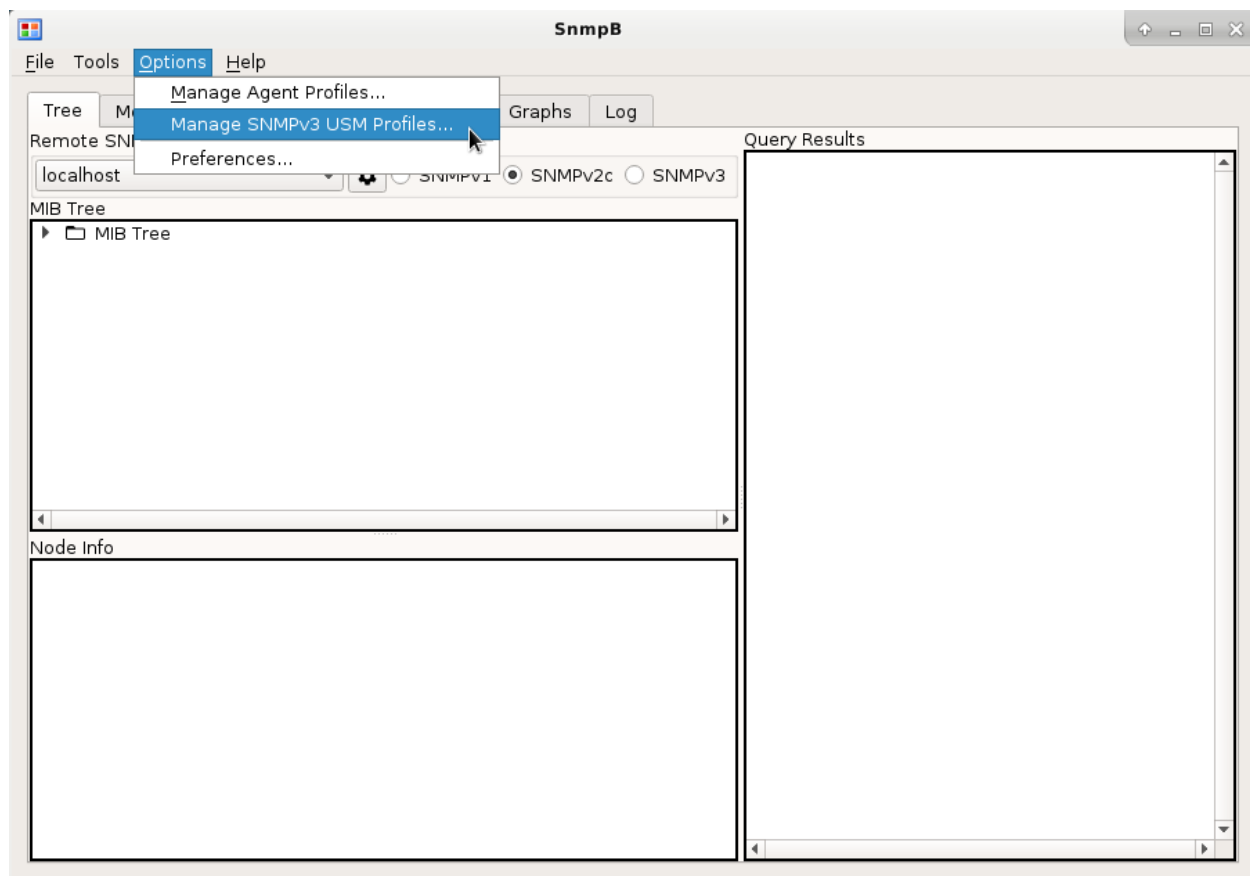 SnmpB
File Tools Options Help
Manage Agent Profiles...
Tree Graphs Log
Manage SNMPv3 USM Profiles...
Remote Query Results
Preferences...
localhost SNMPv1 SNMPv2c SNMPv3
MIB Tree
MIB Tree
Node Info